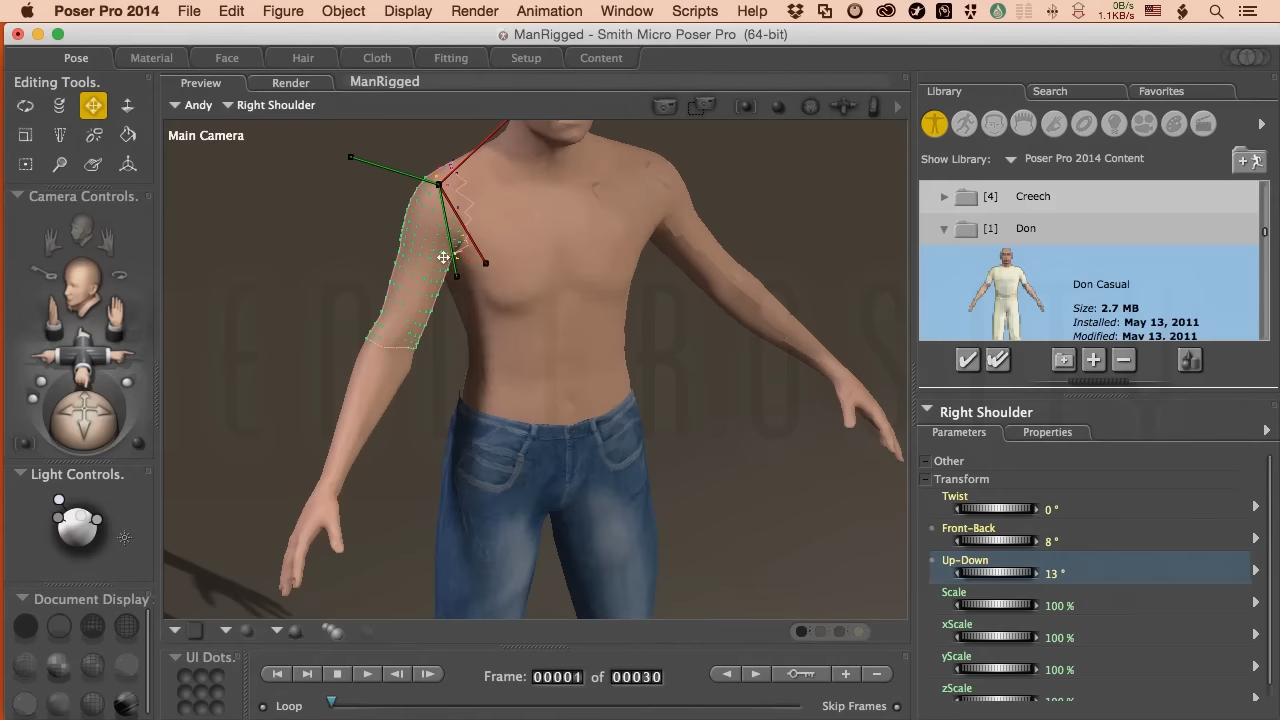 Poser Pro 2014 File Edit Figure Object Display Render Animation Window Scripts Help
0B/s
1.1KB/s
ManRigged - Smith Micro Poser Pro (64-bit)
Pose Material Face Hair Cloth Fitting Setup Content
Editing Tools.
Preview Render ManRigged
Andy Right Shoulder
Main Camera
Camera Controls.
Light Controls.
Document Display
UI Dots.
Frame: 00001 of 00030
Loop
Skip Frames
Library Search Favorites
Show Library: Poser Pro 2014 Content
[4] Creech
[1] Don
Don Casual
Size: 2.7 MB
Installed: May 13, 2011
Modified: May 13, 2011
Right Shoulder
Parameters Properties
Other
Transform
Twist
0 °
Front-Back
8 °
Up-Down
13 °
Scale
100 %
xScale
100 %
yScale
100 %
zScale
100 %